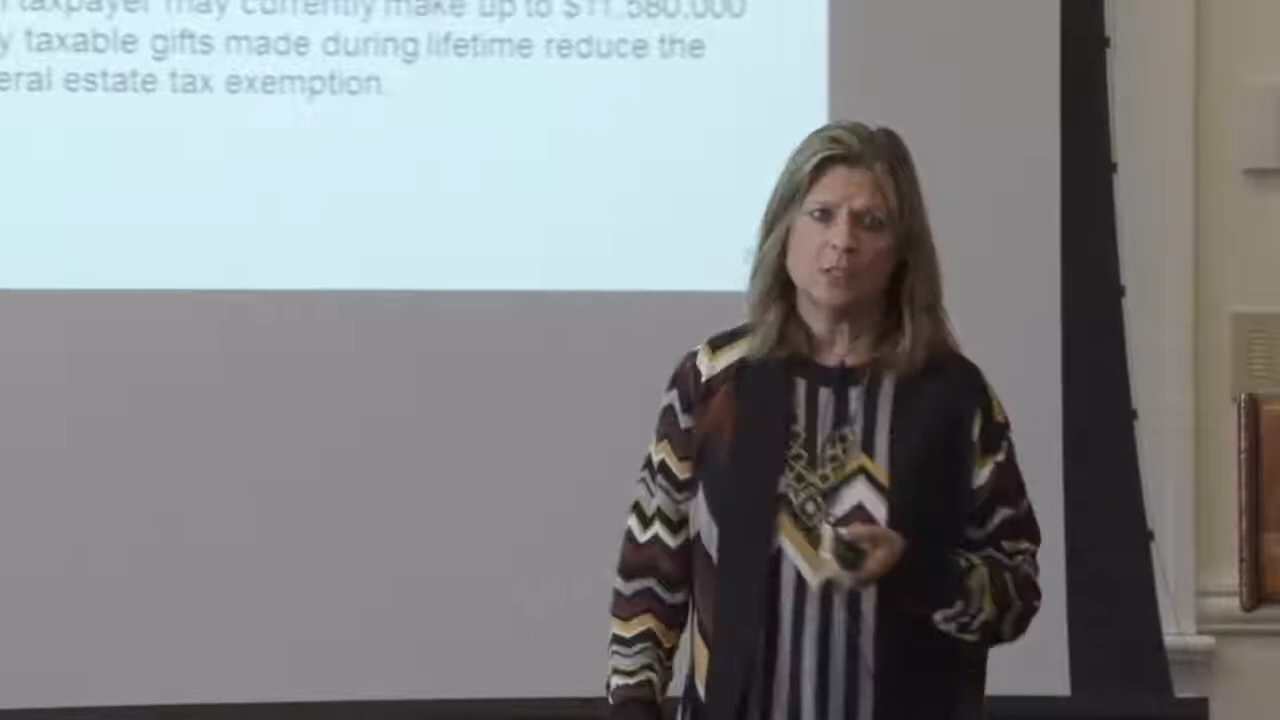 taxpayer may currently make up to $11,580,000
taxable gifts made during lifetime reduce the
eral estate tax exemption.